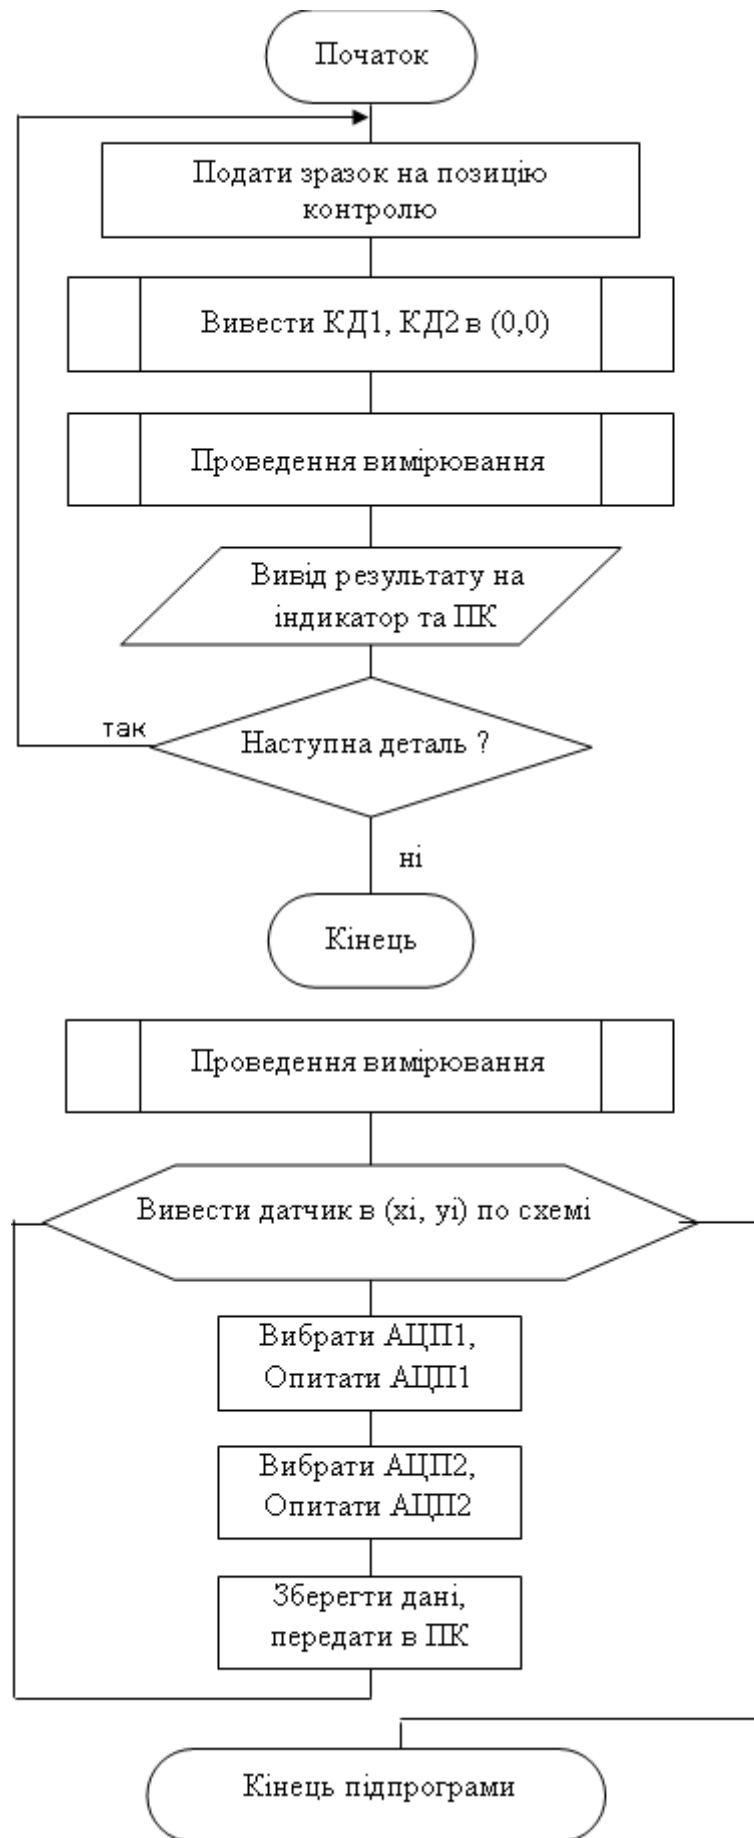 Початок
Подати зразок на позицію
контролю
Вивести КД1, КД2 в (0,0)
Проведення вимірювання
Вивід результату на
індикатор та ПК
так
Наступна деталь ?
ні
Кінець
Проведення вимірювання
Вивести датчик в (xi, yi) по схемі
Вибрати АЦП1,
Опитати АЦП1
Вибрати АЦП2,
Опитати АЦП2
Зберегти дані,
передати в ПК
Кінець підпрограми